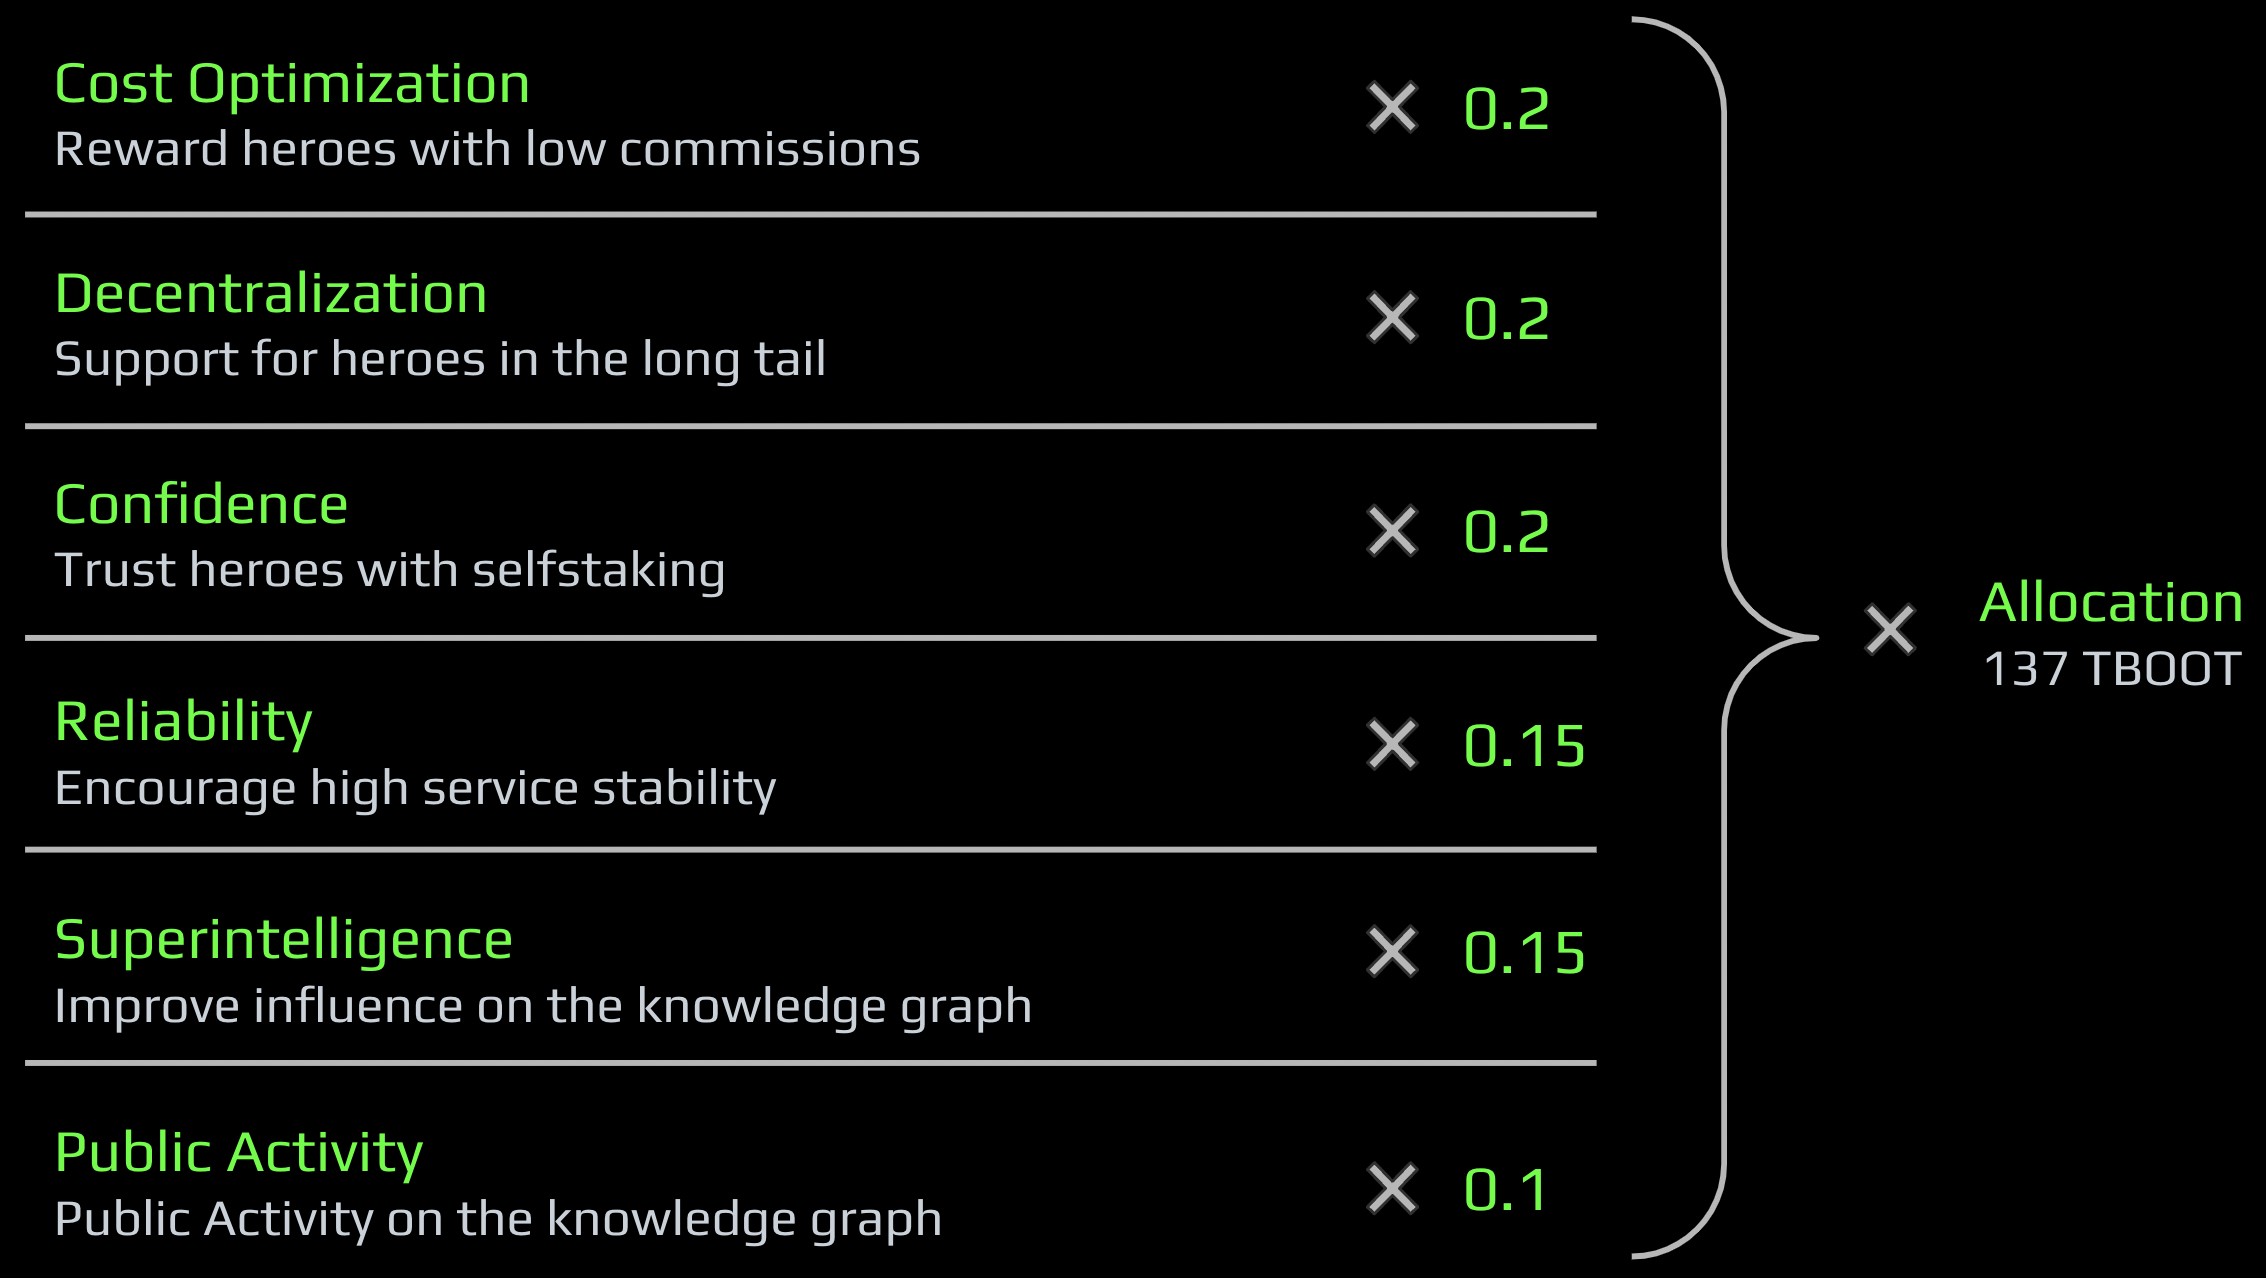 Cost Optimization
Reward heroes with low commissions
× 0.2
Decentralization
Support for heroes in the long tail
× 0.2
Confidence
Trust heroes with selfstaking
× 0.2
Reliability
Encourage high service stability
× 0.15
Superintelligence
Improve influence on the knowledge graph
× 0.15
Public Activity
Public Activity on the knowledge graph
× 0.1
× Allocation
137 TBOOT